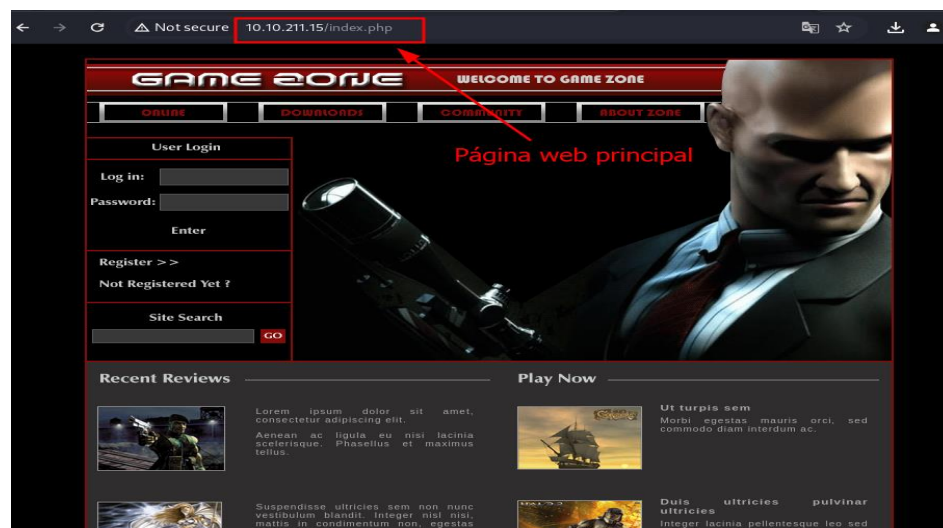 Not secure 10.10.211.15/index.php
GAME ZONE
WELCOME TO GAME ZONE
ONLINE
DOWNLOADS
COMMUNITY
ABOUT ZONE
User Login
Página web principal
Log in:
Password:
Enter
Register >>
Not Registered Yet ?
Site Search
GO
Recent Reviews
Lorem ipsum dolor sit amet,
consectetur adipiscing elit.
Aenean ac ligula eu nisi lacinia
scelerisque. Phasellus et maximus
tellus.
Suspendisse ultricies sem non nunc
vestibulum blandit. Integer nisl nisi,
mattis in condimentum non, egestas
Play Now
Ut turpis sem
Morbi egestas mauris orci, sed
commodo diam interdum ac.
Duis ultricies pulvinar
ultricies
Integer lacinia pellentesque leo sed